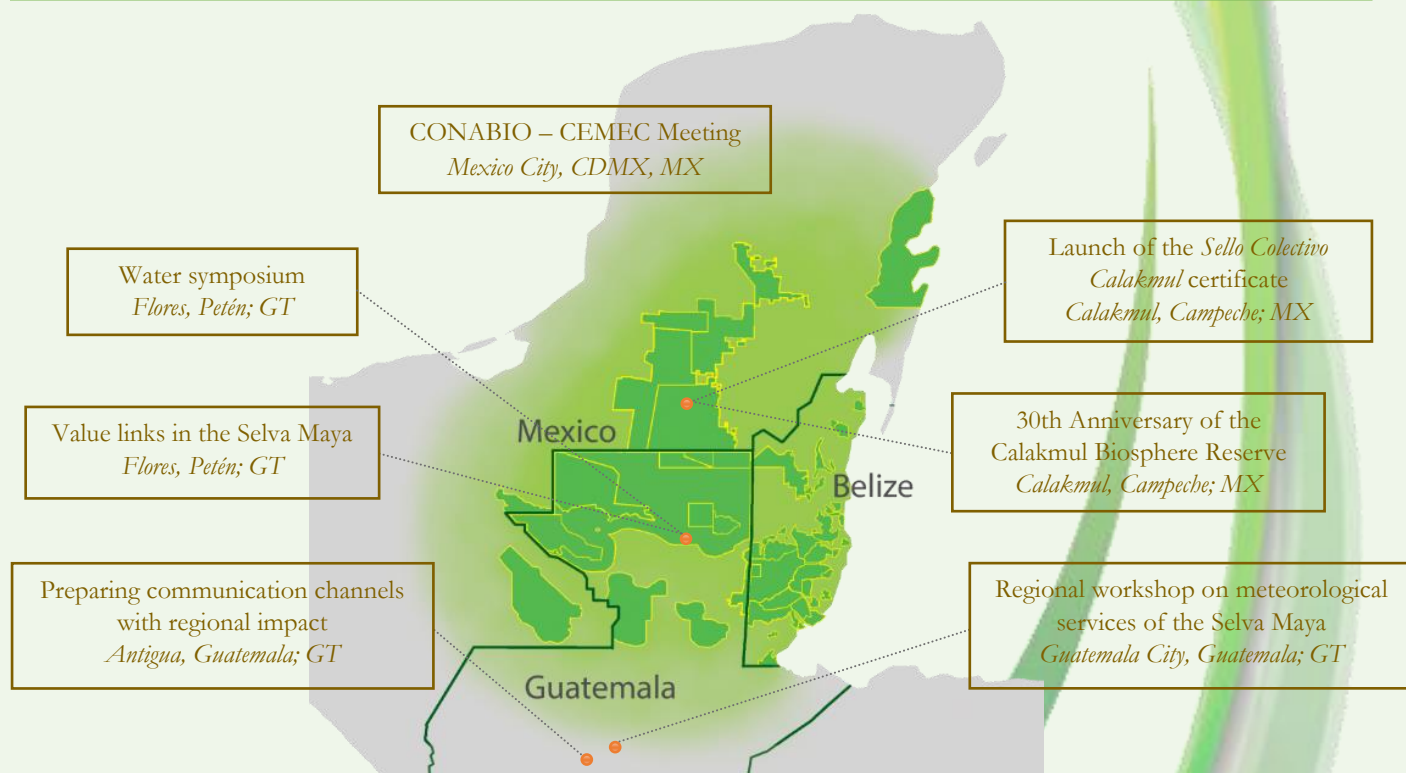 CONABIO – CEMEC Meeting
Mexico City, CDMX, MX
Water symposium
Flores, Petén; GT
Launch of the Sello Colectivo
Calakmul certificate
Calakmul, Campeche; MX
Value links in the Selva Maya
Flores, Petén; GT
30th Anniversary of the
Calakmul Biosphere Reserve
Calakmul, Campeche; MX
Mexico
Belize
Preparing communication channels
with regional impact
Antigua, Guatemala; GT
Regional workshop on meteorological
services of the Selva Maya
Guatemala City, Guatemala; GT
Guatemala